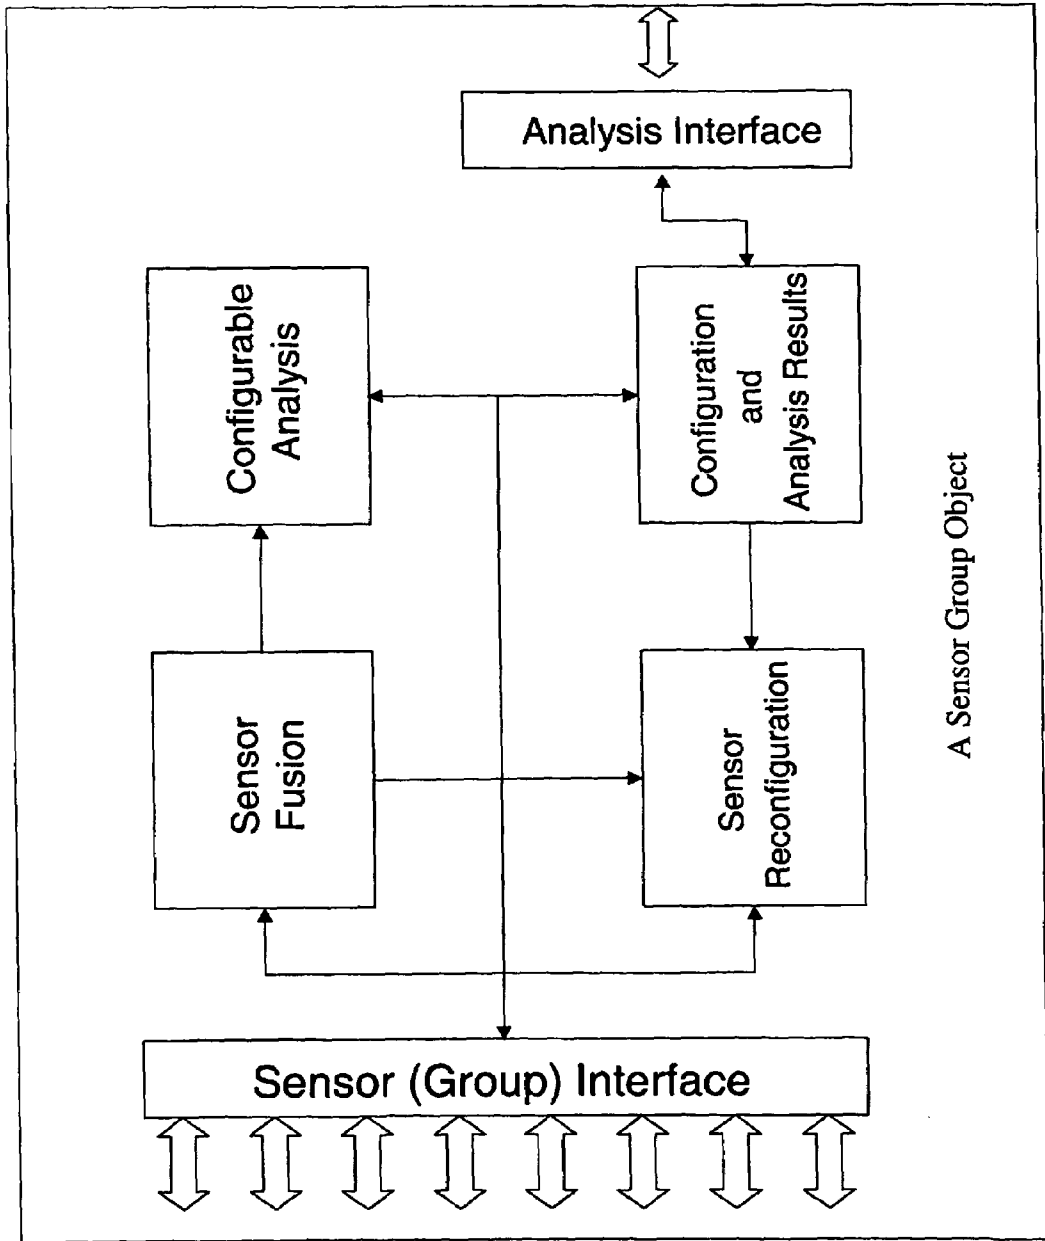 Analysis Interface
Configurable
Analysis
Configuration
and
Analysis Results
Sensor
Fusion
Sensor
Reconfiguration
Sensor (Group) Interface
A Sensor Group Object